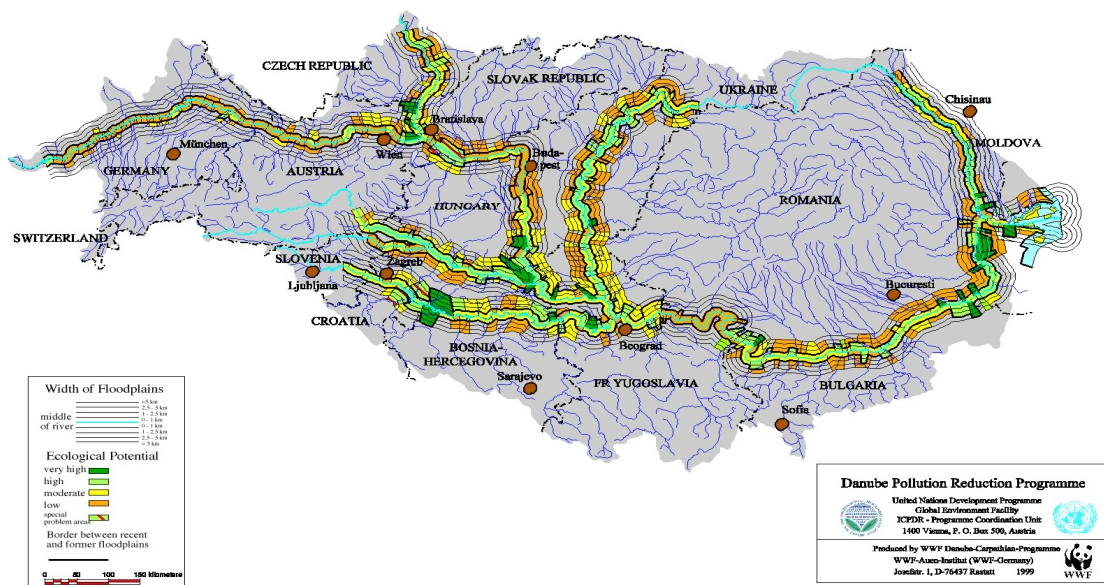 CZECH REPUBLIC
SLOVAK REPUBLIC
UKRAINE
Chisinau
MOLDOVA
Bratislava
München
Wien
Buda-
pest
GERMANY
AUSTRIA
HUNGARY
ROMANIA
SWITZERLAND
SLOVENIA
Ljubljana
Zagreb
Bucuresti
CROATIA
Beograd
BOSNIA-
HERCEGOVINA
Sarajevo
FR YUGOSLAVIA
BULGARIA
Sofia
Width of Floodplains
middle
of river
>5 km
2,5 - 5 km
1 - 2,5 km
0 - 1 km
0 - 1 km
1 - 2,5 km
2,5 - 5 km
> 5 km
Ecological Potential
very high
high
moderate
low
special
problem areas
Border between recent
and former floodplains
0 50 100 150 kilometers
Danube Pollution Reduction Programme
United Nations Development Programme
Global Environment Facility
ICPDR - Programme Coordination Unit
1400 Vienna, P. O. Box 500, Austria
Produced by WWF Danube-Carpathian-Programme
WWF-Auen-Institut (WWF-Germany)
Josefstr. 1, D-76437 Rastatt 1999
WWF